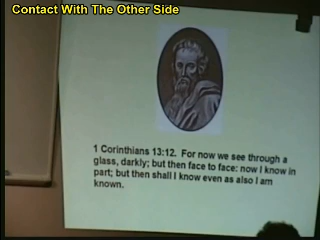 Contact With The Other Side
1 Corinthians 13:12. For now we see through a
glass, darkly; but then face to face: now I know in
part; but then shall I know even as also I am
known.